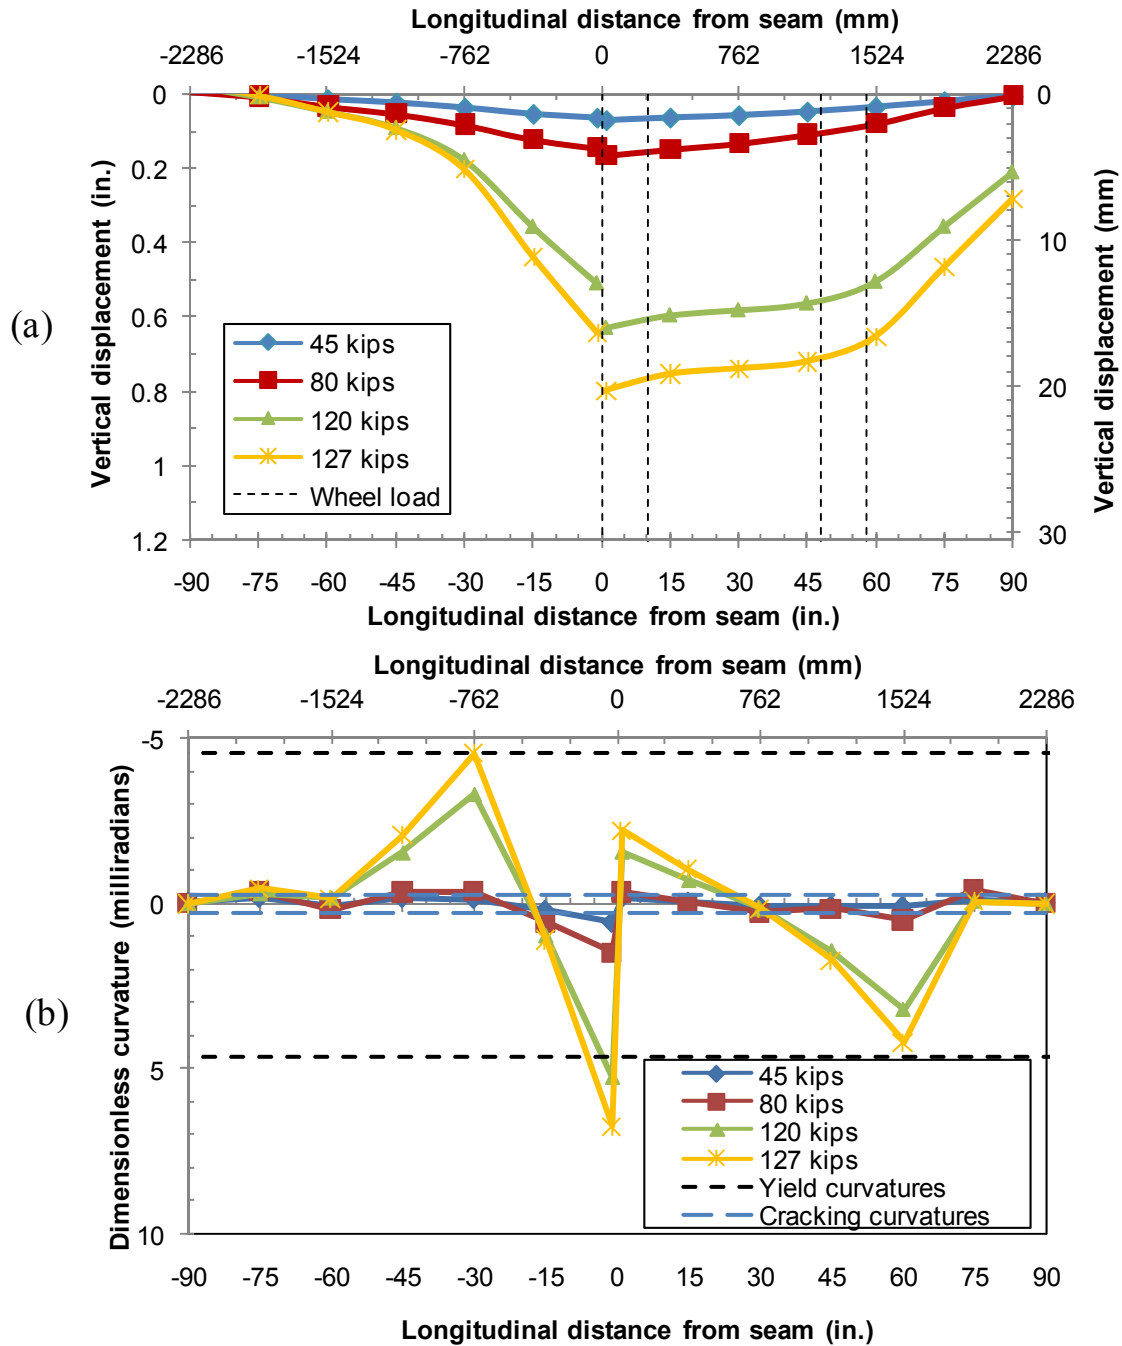 Longitudinal distance from seam (mm)
-2286 -1524 -762 0 762 1524 2286
0 0.2 0.4 0.6 0.8 1 1.2
Vertical displacement (in.)
0 10 20 30
Vertical displacement (mm)
(a)
45 kips
80 kips
120 kips
127 kips
Wheel load
-90 -75 -60 -45 -30 -15 0 15 30 45 60 75 90
Longitudinal distance from seam (in.)
Longitudinal distance from seam (mm)
-2286 -1524 -762 0 762 1524 2286
-5 0 5 10
Dimensionless curvature (milliradians)
(b)
45 kips
80 kips
120 kips
127 kips
Yield curvatures
Cracking curvatures
-90 -75 -60 -45 -30 -15 0 15 30 45 60 75 90
Longitudinal distance from seam (in.)